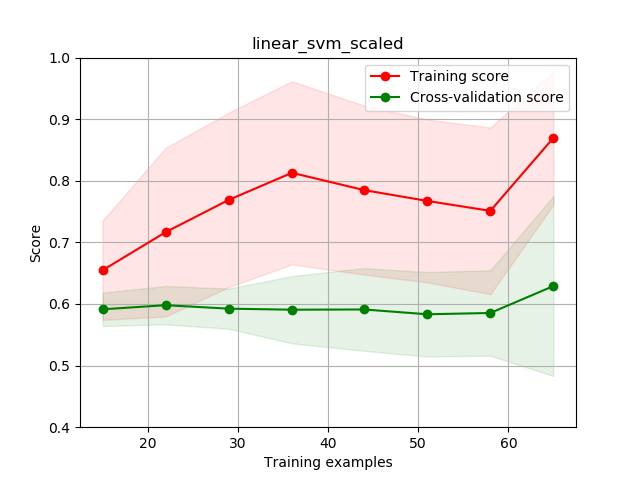 linear_svm_scaled
Training score
Cross-validation score
1.0
0.9
0.8
0.7
0.6
0.5
0.4
Score
20 30 40 50 60
Training examples